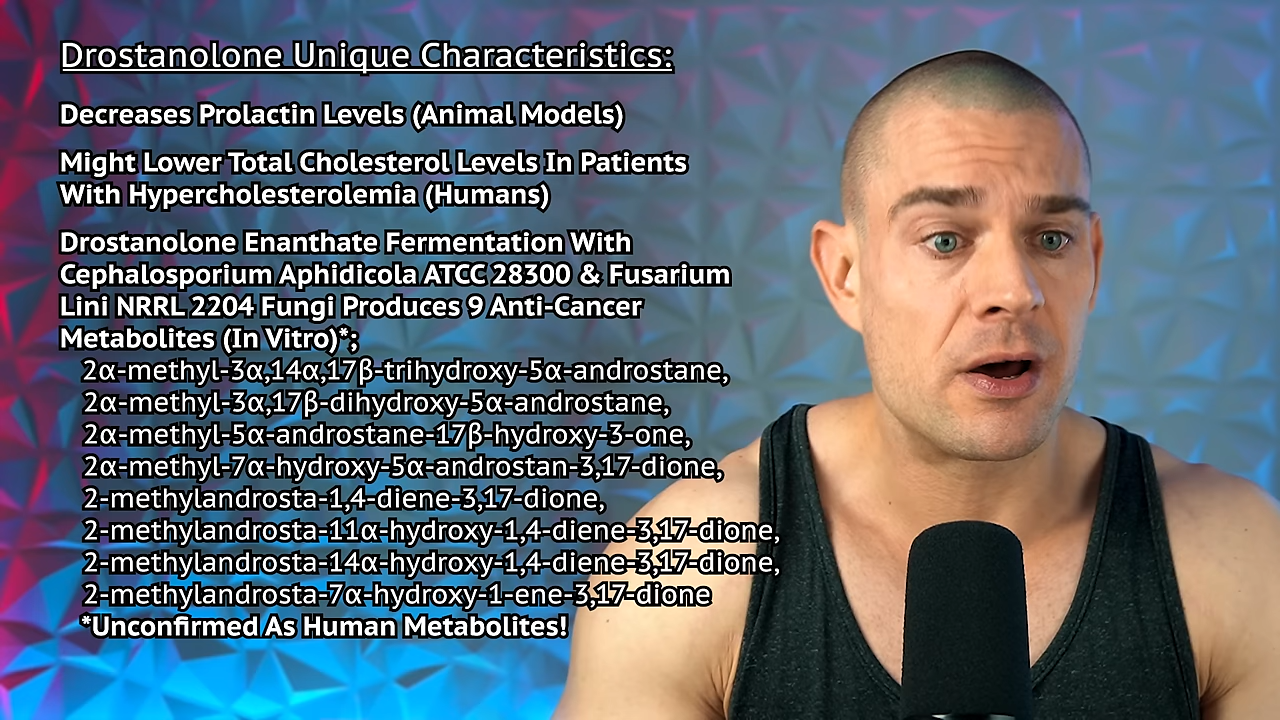 Drostanolone Unique Characteristics:
Decreases Prolactin Levels (Animal Models)
Might Lower Total Cholesterol Levels In Patients
With Hypercholesterolemia (Humans)
Drostanolone Enanthate Fermentation With
Cephalosporium Aphidicola ATCC 28300 & Fusarium
Lini NRRL 2204 Fungi Produces 9 Anti-Cancer
Metabolites (In Vitro)*;
2α-methyl-3α,14α,17β-trihydroxy-5α-androstane,
2α-methyl-3α,17β-dihydroxy-5α-androstane,
2α-methyl-5α-androstane-17β-hydroxy-3-one,
2α-methyl-7α-hydroxy-5α-androstan-3,17-dione,
2-methylandrosta-1,4-diene-3,17-dione,
2-methylandrosta-11α-hydroxy-1,4-diene-3,17-dione,
2-methylandrosta-14α-hydroxy-1,4-diene-3,17-dione,
2-methylandrosta-7α-hydroxy-1-ene-3,17-dione
*Unconfirmed As Human Metabolites!